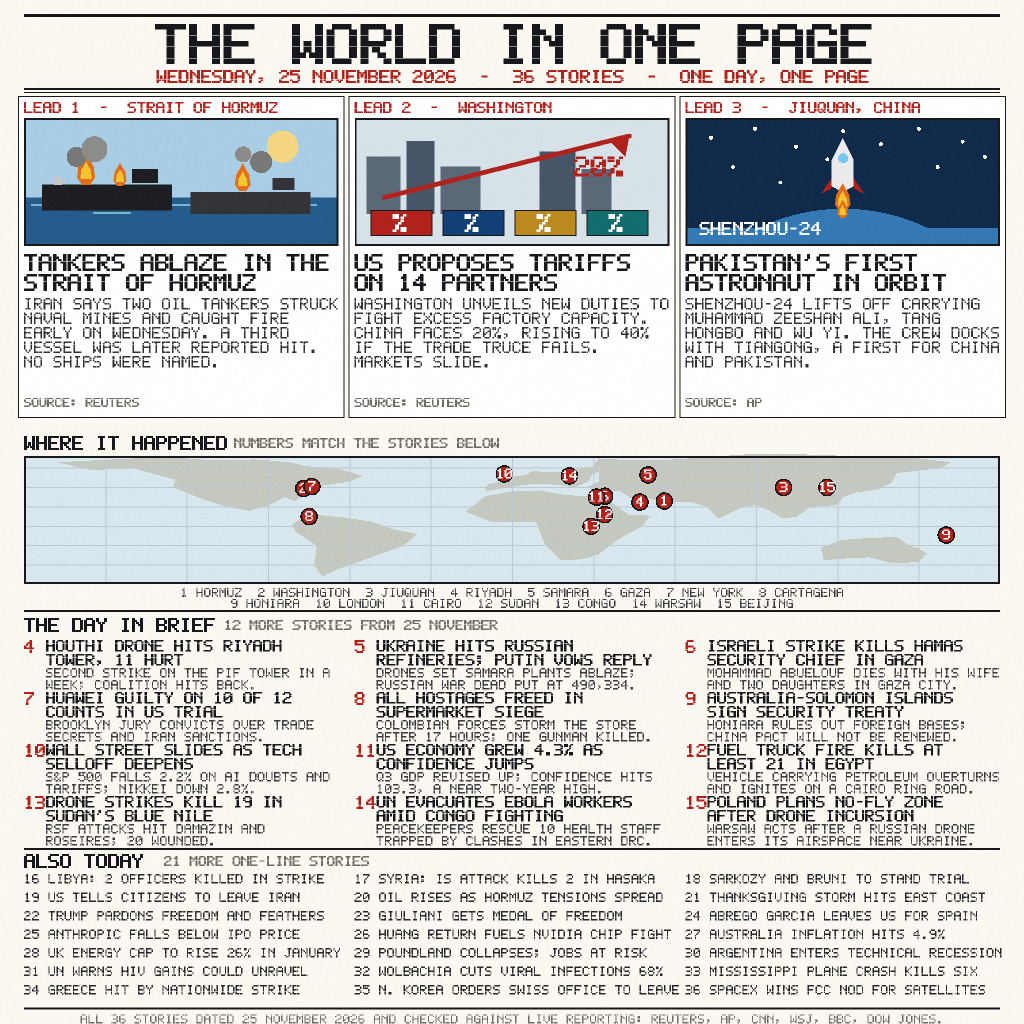 THE WORLD IN ONE PAGE
WEDNESDAY, 25 NOVEMBER 2026 - 36 STORIES - ONE DAY, ONE PAGE
LEAD 1 - STRAIT OF HORMUZ
TANKERS ABLAZE IN THE
STRAIT OF HORMUZ
IRAN SAYS TWO OIL TANKERS STRUCK
NAVAL MINES AND CAUGHT FIRE
EARLY ON WEDNESDAY. A THIRD
VESSEL WAS LATER REPORTED HIT.
NO SHIPS WERE NAMED.
SOURCE: REUTERS
LEAD 2 - WASHINGTON
20%
% % % %
US PROPOSES TARIFFS
ON 14 PARTNERS
WASHINGTON UNVEILS NEW DUTIES TO
FIGHT EXCESS FACTORY CAPACITY.
CHINA FACES 20%, RISING TO 40%
IF THE TRADE TRUCE FAILS.
MARKETS SLIDE.
SOURCE: REUTERS
LEAD 3 - JIUQUAN, CHINA
SHENZHOU-24
PAKISTAN'S FIRST
ASTRONAUT IN ORBIT
SHENZHOU-24 LIFTS OFF CARRYING
MUHAMMAD ZEESHAN ALI, TANG
HONGBO AND WU YI. THE CREW DOCKS
WITH TIANGONG, A FIRST FOR CHINA
AND PAKISTAN.
SOURCE: AP
WHERE IT HAPPENED NUMBERS MATCH THE STORIES BELOW
10 14 5
7 3 15
11 4 1
8 12
13 9
1 HORMUZ 2 WASHINGTON 3 JIUQUAN 4 RIYADH 5 SAMARA 6 GAZA 7 NEW YORK 8 CARTAGENA
9 HONIARA 10 LONDON 11 CAIRO 12 SUDAN 13 CONGO 14 WARSAW 15 BEIJING
THE DAY IN BRIEF 12 MORE STORIES FROM 25 NOVEMBER
4 HOUTHI DRONE HITS RIYADH
TOWER, 11 HURT
SECOND STRIKE ON THE PIF TOWER IN A
WEEK; COALITION HITS BACK.
5 UKRAINE HITS RUSSIAN
REFINERIES; PUTIN VOWS REPLY
DRONES SET SAMARA PLANTS ABLAZE;
RUSSIAN WAR DEAD PUT AT 490,334.
6 ISRAELI STRIKE KILLS HAMAS
SECURITY CHIEF IN GAZA
MOHAMMAD ABUELOUF DIES WITH HIS WIFE
AND TWO DAUGHTERS IN GAZA CITY.
7 HUAWEI GUILTY ON 10 OF 12
COUNTS IN US TRIAL
BROOKLYN JURY CONVICTS OVER TRADE
SECRETS AND IRAN SANCTIONS.
8 ALL HOSTAGES FREED IN
SUPERMARKET SIEGE
COLOMBIAN FORCES STORM THE STORE
AFTER 17 HOURS; ONE GUNMAN KILLED.
9 AUSTRALIA-SOLOMON ISLANDS
SIGN SECURITY TREATY
HONIARA RULES OUT FOREIGN BASES;
CHINA PACT WILL NOT BE RENEWED.
10 WALL STREET SLIDES AS TECH
SELLOFF DEEPENS
S&P 500 FALLS 2.2% ON AI DOUBTS AND
TARIFFS; NIKKEI DOWN 2.8%.
11 US ECONOMY GREW 4.3% AS
CONFIDENCE JUMPS
Q3 GDP REVISED UP; CONFIDENCE HITS
103.3, A NEAR TWO-YEAR HIGH.
12 FUEL TRUCK FIRE KILLS AT
LEAST 21 IN EGYPT
VEHICLE CARRYING PETROLEUM OVERTURNS
AND IGNITES ON A CAIRO RING ROAD.
13 DRONE STRIKES KILL 19 IN
SUDAN'S BLUE NILE
RSF ATTACKS HIT DAMAZIN AND
ROSEIRES; 20 WOUNDED.
14 UN EVACUATES EBOLA WORKERS
AMID CONGO FIGHTING
PEACEKEEPERS RESCUE 10 HEALTH STAFF
TRAPPED BY CLASHES IN EASTERN DRC.
15 POLAND PLANS NO-FLY ZONE
AFTER DRONE INCURSION
WARSAW ACTS AFTER A RUSSIAN DRONE
ENTERS ITS AIRSPACE NEAR UKRAINE.
ALSO TODAY 21 MORE ONE-LINE STORIES
16 LIBYA: 2 OFFICERS KILLED IN STRIKE
17 SYRIA: IS ATTACK KILLS 2 IN HASAKA
18 SARKOZY AND BRUNI TO STAND TRIAL
19 US TELLS CITIZENS TO LEAVE IRAN
20 OIL RISES AS HORMUZ TENSIONS SPREAD
21 THANKSGIVING STORM HITS EAST COAST
22 TRUMP PARDONS FREEDOM AND FEATHERS
23 GIULIANI GETS MEDAL OF FREEDOM
24 ABREGO GARCIA LEAVES US FOR SPAIN
25 ANTHROPIC FALLS BELOW IPO PRICE
26 HUANG RETURN FUELS NVIDIA CHIP FIGHT
27 AUSTRALIA INFLATION HITS 4.9%
28 UK ENERGY CAP TO RISE 26% IN JANUARY
29 POUNDLAND COLLAPSES; JOBS AT RISK
30 ARGENTINA ENTERS TECHNICAL RECESSION
31 UN WARNS HIV GAINS COULD UNRAVEL
32 WOLBACHIA CUTS VIRAL INFECTIONS 68%
33 MISSISSIPPI PLANE CRASH KILLS SIX
34 GREECE HIT BY NATIONWIDE STRIKE
35 N. KOREA ORDERS SWISS OFFICE TO LEAVE
36 SPACEX WINS FCC NOD FOR SATELLITES
ALL 36 STORIES DATED 25 NOVEMBER 2026 AND CHECKED AGAINST LIVE REPORTING: REUTERS, AP, CNN, WSJ, BBC, DOW JONES.